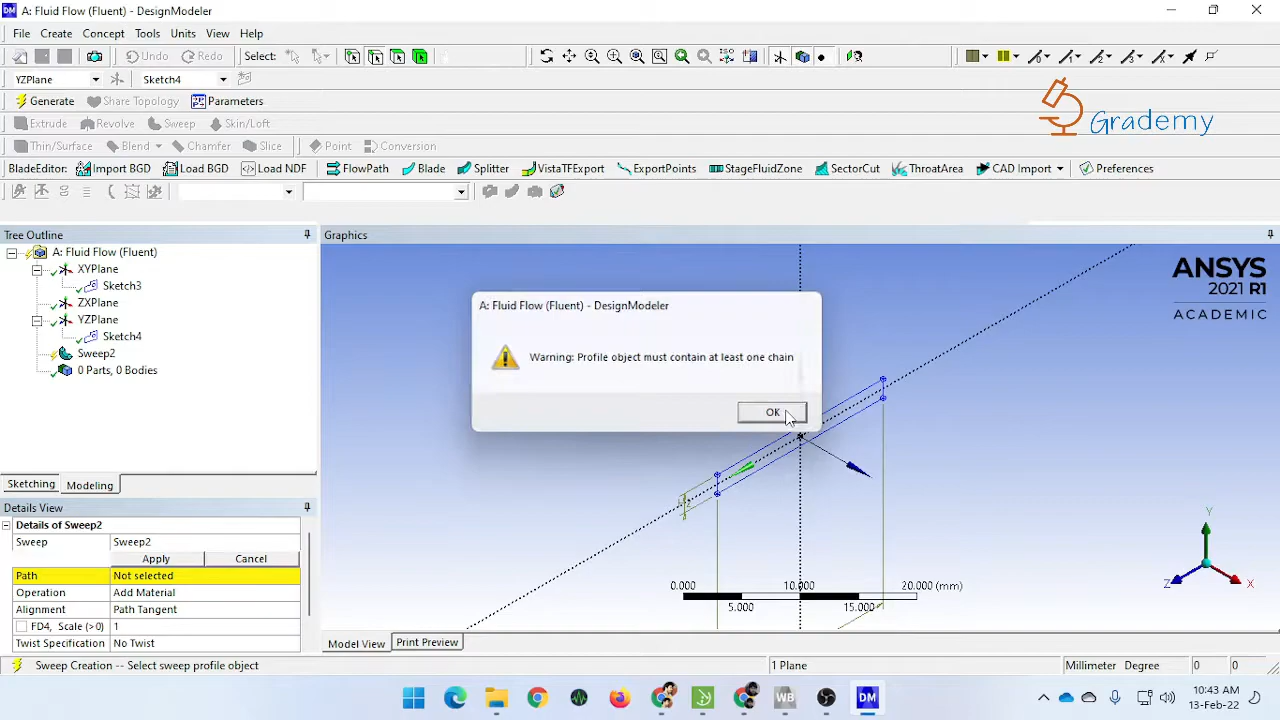 DM A: Fluid Flow (Fluent) - DesignModeler
File Create Concept Tools Units View Help
Undo Redo Select:
YZPlane Sketch4
Generate Share Topology Parameters
Extrude Revolve Sweep Skin/Loft
Thin/Surface Blend Chamfer Slice Point Conversion
BladeEditor: Import BGD Load BGD Load NDF FlowPath Blade Splitter VistaTFExport ExportPoints StageFluidZone SectorCut ThroatArea CAD Import Preferences
Grademy
Tree Outline
A: Fluid Flow (Fluent)
XYPlane
Sketch3
ZXPlane
YZPlane
Sketch4
Sweep2
0 Parts, 0 Bodies
Sketching Modeling
Details View
Details of Sweep2
Sweep Sweep2
Apply Cancel
Path Not selected
Operation Add Material
Alignment Path Tangent
FD4, Scale (>0) 1
Twist Specification No Twist
Graphics
ANSYS
2021 R1
ACADEMIC
A: Fluid Flow (Fluent) - DesignModeler
Warning: Profile object must contain at least one chain
OK
0.000 10.000 20.000 (mm)
5.000 15.000
Y
Z X
Model View Print Preview
Sweep Creation -- Select sweep profile object 1 Plane Millimeter Degree 0 0
WB DM
10:43 AM
13-Feb-22